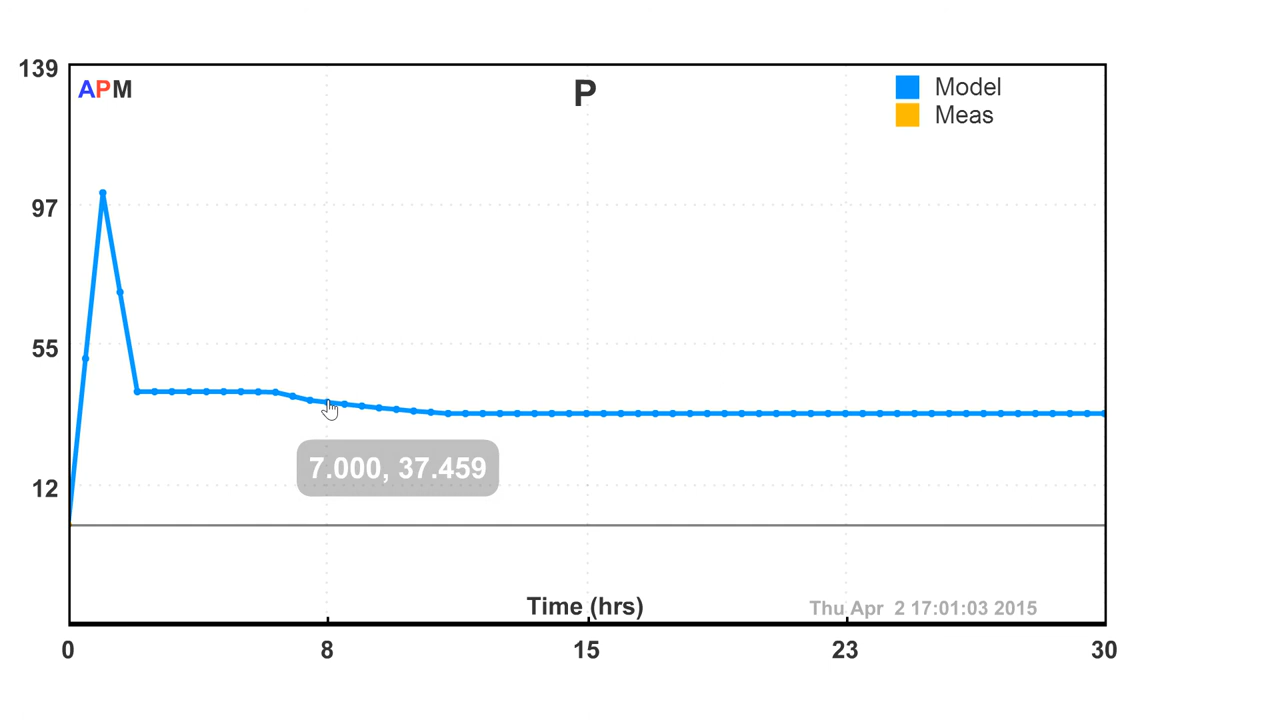 139
APM
P
Model
Meas
97
55
7.000, 37.459
12
Time (hrs)
Thu Apr  2 17:01:03 2015
0 8 15 23 30